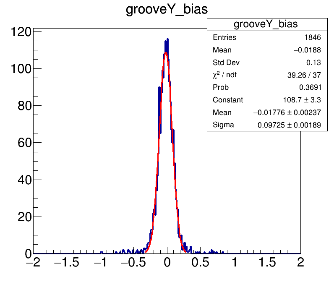 grooveY_bias
grooveY_bias
Entries 1846
Mean −0.0188
Std Dev 0.13
χ² / ndf 39.26 / 37
Prob 0.3691
Constant 108.7 ± 3.3
Mean −0.01776 ± 0.00237
Sigma 0.09725 ± 0.00189
120
100
80
60
40
20
0
−2 −1.5 −1 −0.5 0 0.5 1 1.5 2